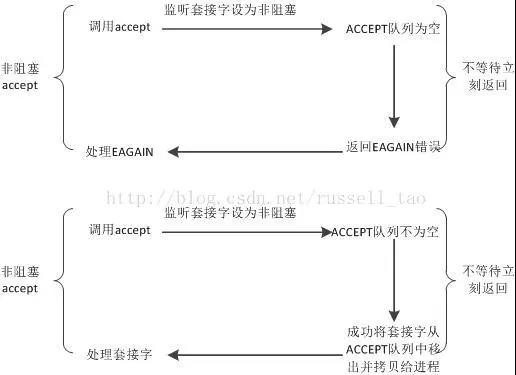 监听套接字设为非阻塞
调用accept
ACCEPT队列为空
非阻塞
accept
不等待立
刻返回
处理EAGAIN
返回EAGAIN错误
http://blog.csdn.net/russell_tao
监听套接字设为非阻塞
调用accept
ACCEPT队列不为空
非阻塞
accept
不等待立
刻返回
成功将套接字从
ACCEPT队列中移
出并拷贝给进程
处理套接字